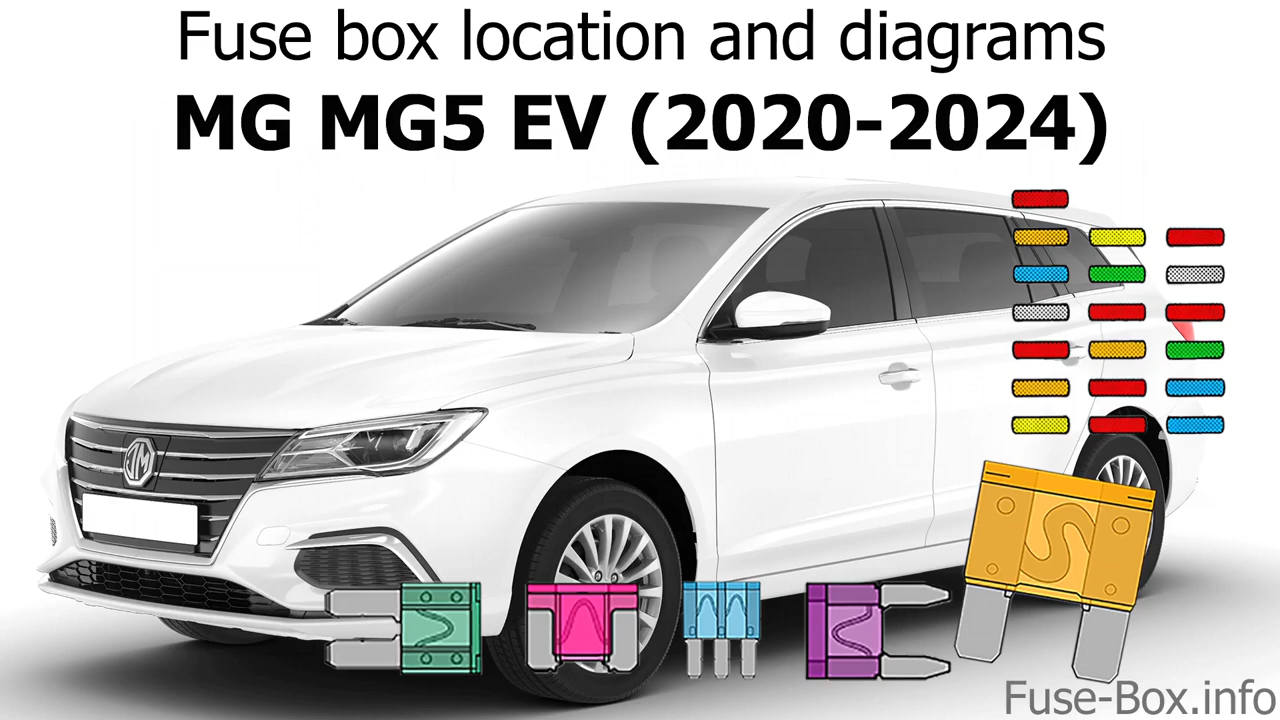 Fuse box location and diagrams
MG MG5 EV (2020-2024)
Fuse-Box.info